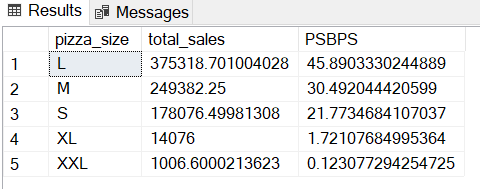 Results Messages
pizza_size total_sales PSBPS
1 L 375318.701004028 45.8903330244889
2 M 249382.25 30.492044420599
3 S 178076.49981308 21.7734684107037
4 XL 14076 1.72107684995364
5 XXL 1006.6000213623 0.123077294254725